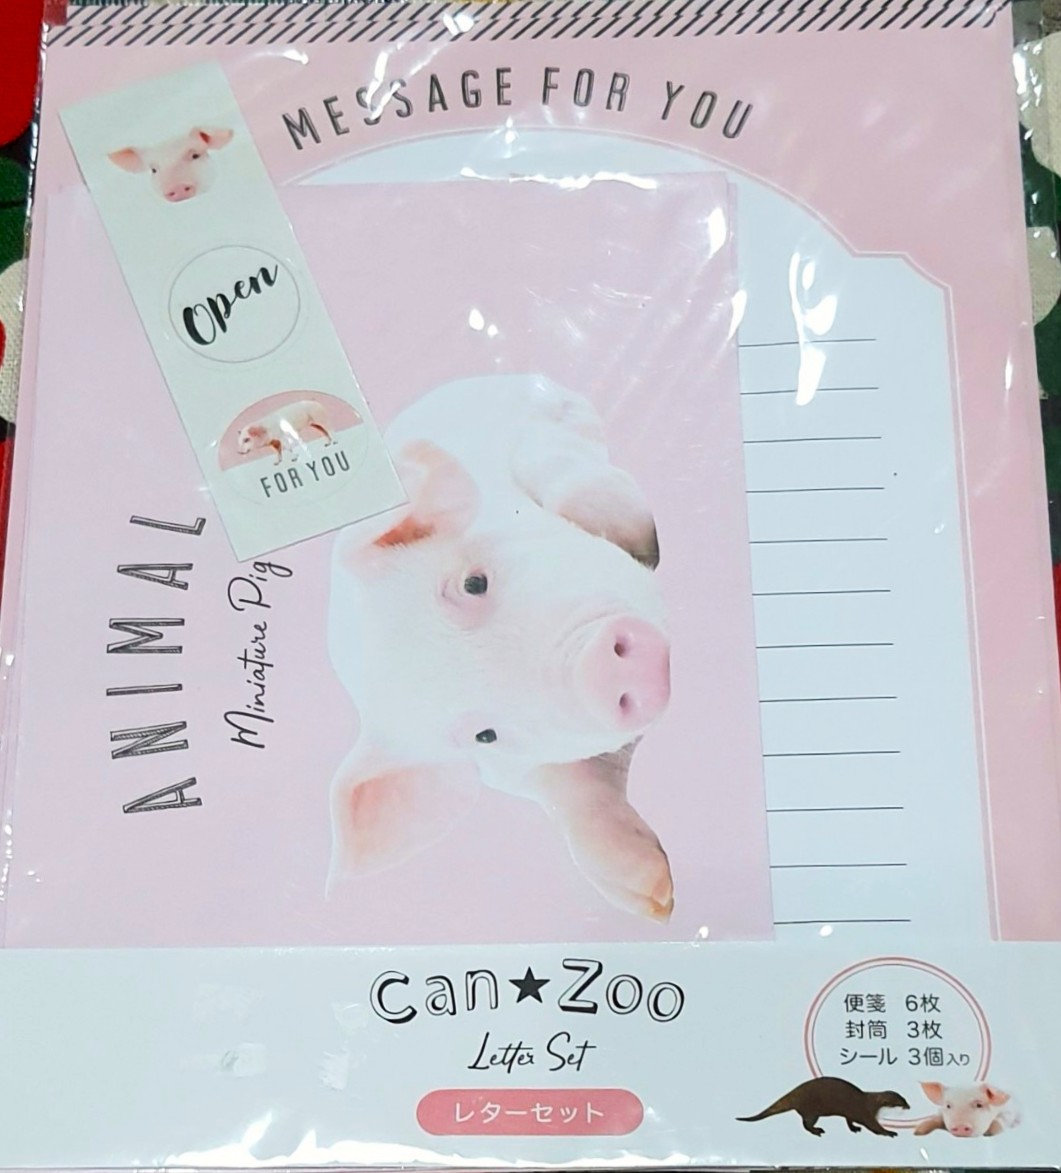 MESSAGE FOR YOU
Open
FOR YOU
ANIMAL
Miniature Pig
Can★Zoo
Letter Set
レターセット
便箋 6枚
封筒 3枚
シール 3個入り